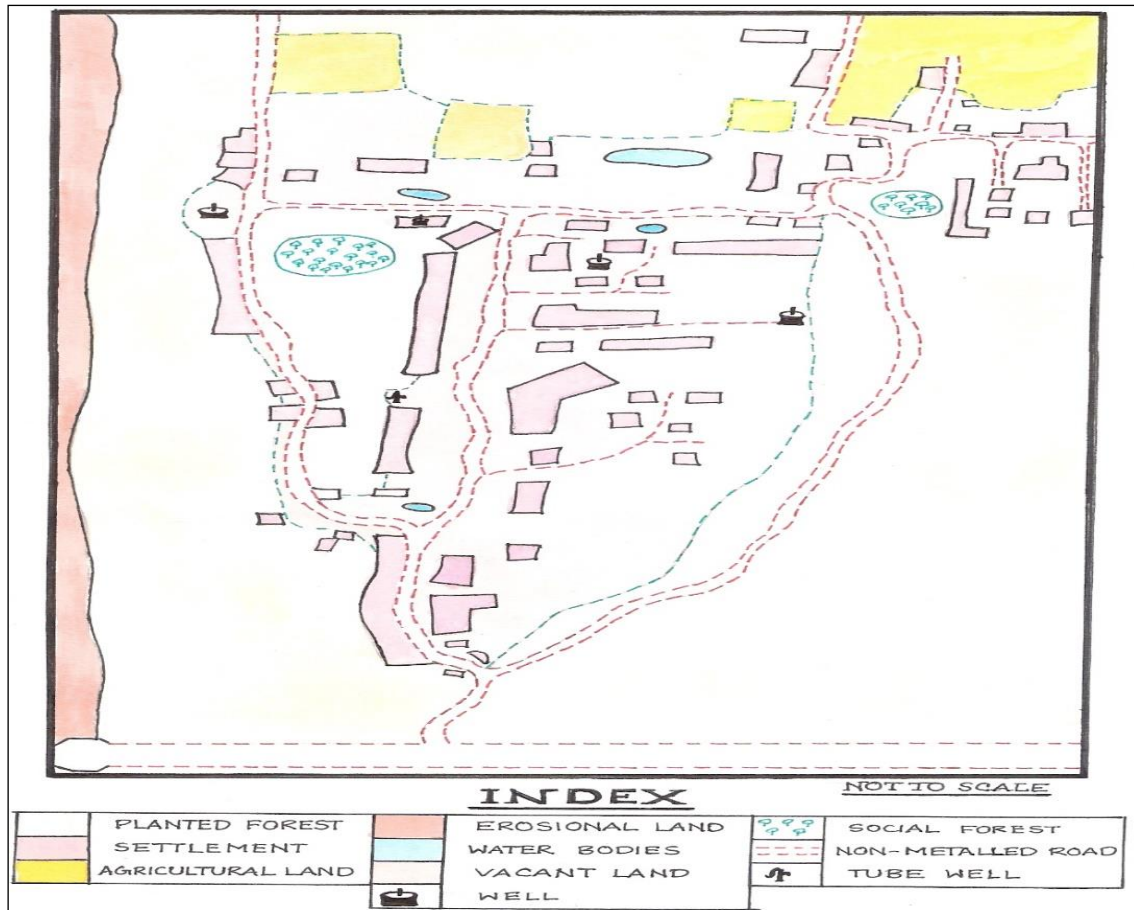 INDEX
NOT TO SCALE
PLANTED FOREST
SETTLEMENT
AGRICULTURAL LAND
EROSIONAL LAND
WATER BODIES
VACANT LAND
WELL
SOCIAL FOREST
NON-METALLED ROAD
TUBE WELL